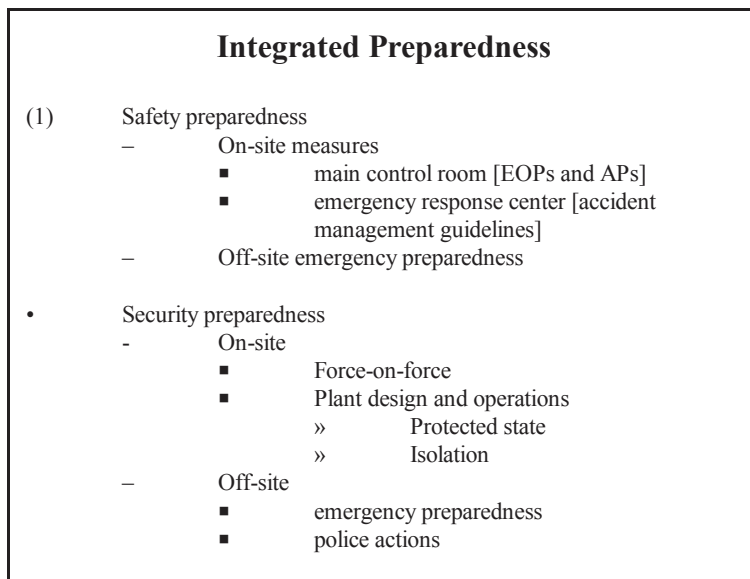 Integrated Preparedness
(1) Safety preparedness
– On-site measures
▪ main control room [EOPs and APs]
▪ emergency response center [accident
management guidelines]
– Off-site emergency preparedness
• Security preparedness
- On-site
▪ Force-on-force
▪ Plant design and operations
» Protected state
» Isolation
– Off-site
▪ emergency preparedness
▪ police actions